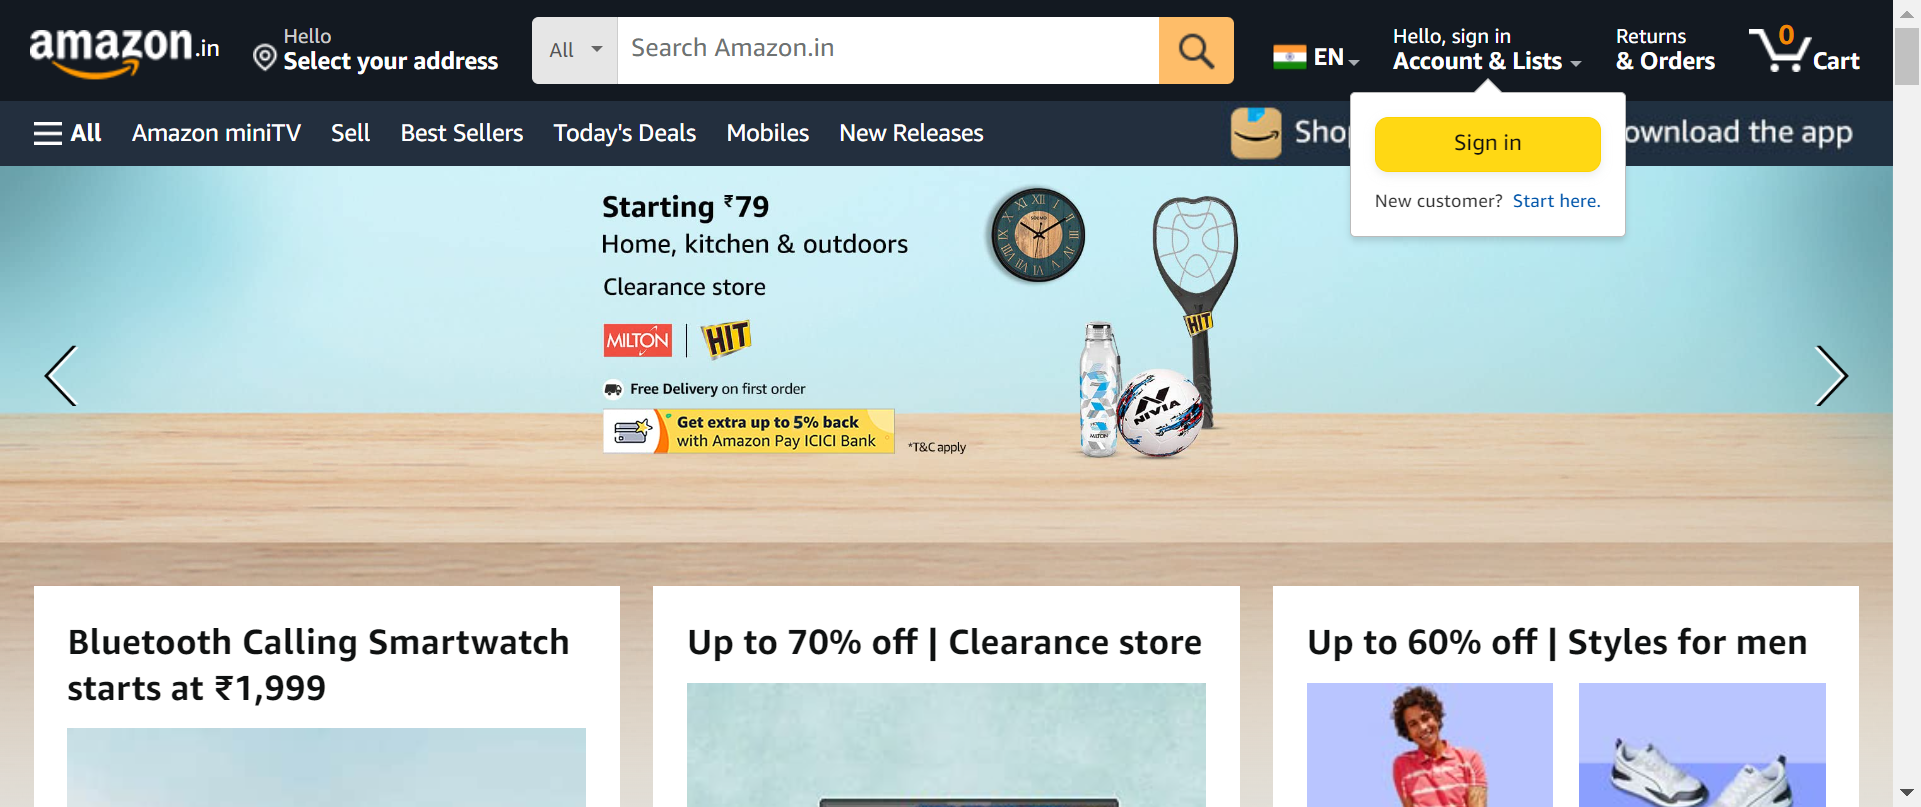 amazon.in
Hello
Select your address
All
Search Amazon.in
EN
Hello, sign in
Account & Lists
Returns
& Orders
0
Cart
All
Amazon miniTV
Sell
Best Sellers
Today's Deals
Mobiles
New Releases
Shop
ownload the app
Sign in
New customer? Start here.
Starting ₹79
Home, kitchen & outdoors
Clearance store
MILTON
HIT
Free Delivery on first order
Get extra up to 5% back
with Amazon Pay ICICI Bank
*T&C apply
HIT
NIVIA
MILTON
Bluetooth Calling Smartwatch
starts at ₹1,999
Up to 70% off | Clearance store
Up to 60% off | Styles for men